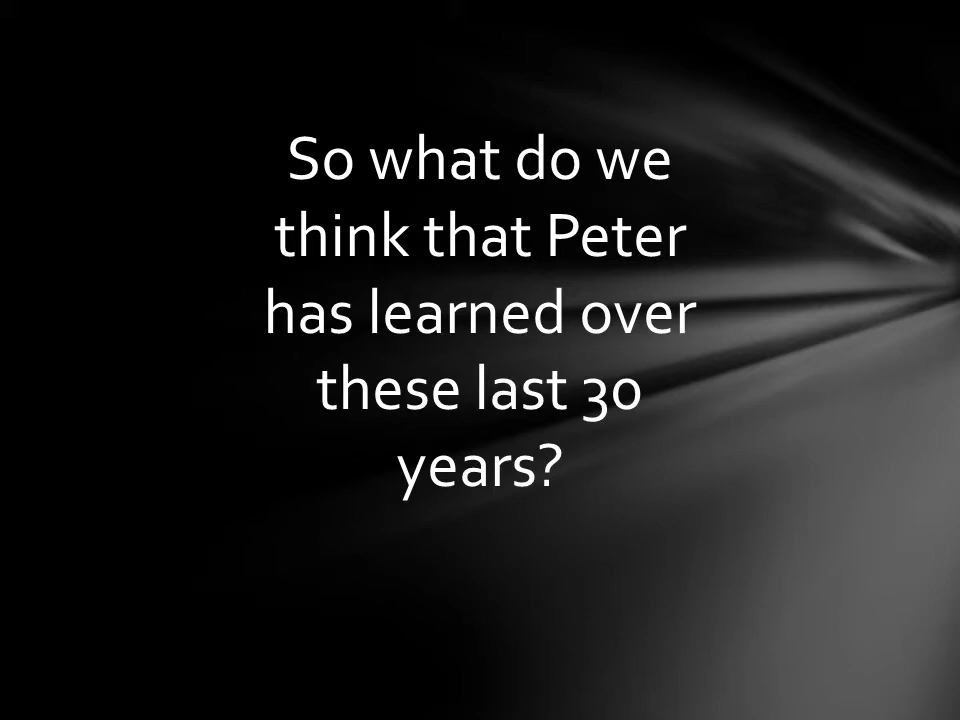 So what do we
think that Peter
has learned over
these last 30
years?